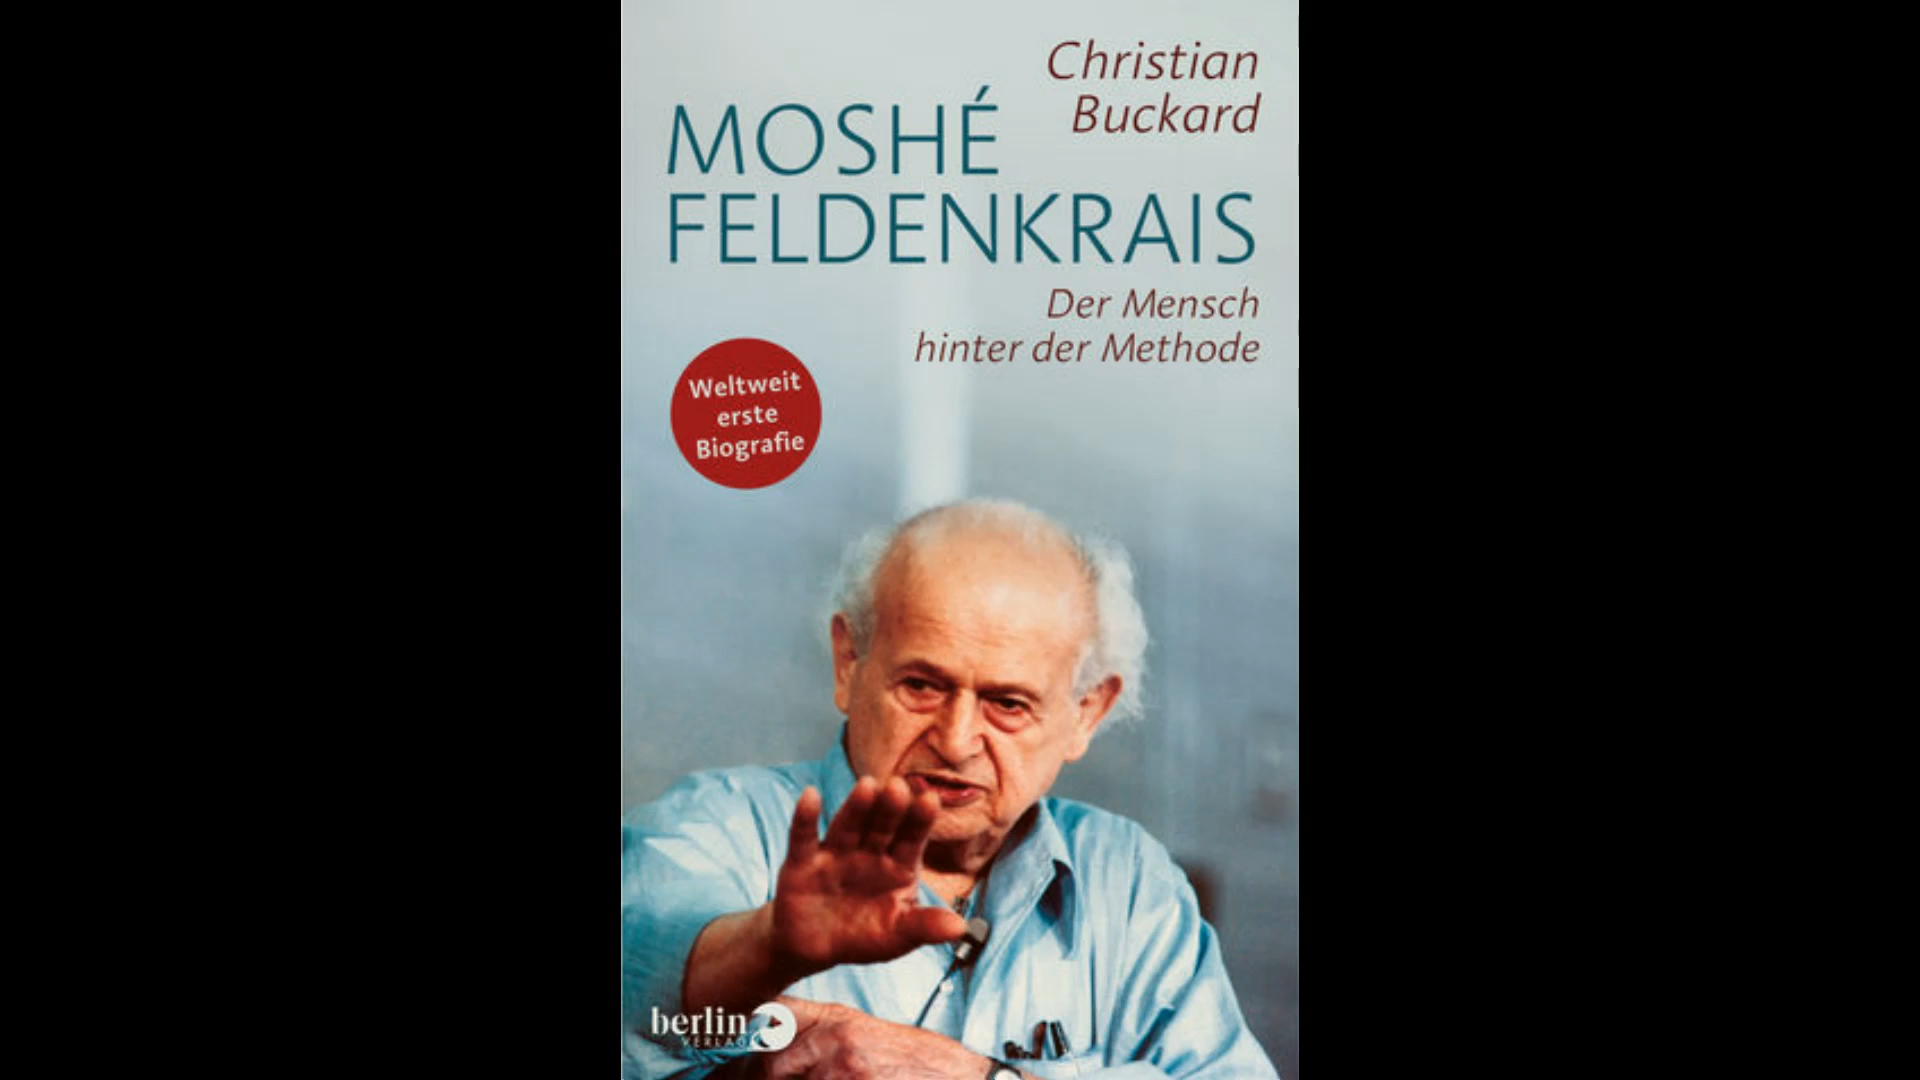 Christian
Buckard
MOSHÉ
FELDENKRAIS
Der Mensch
hinter der Methode
Weltweit
erste
Biografie
berlin
VERLAG